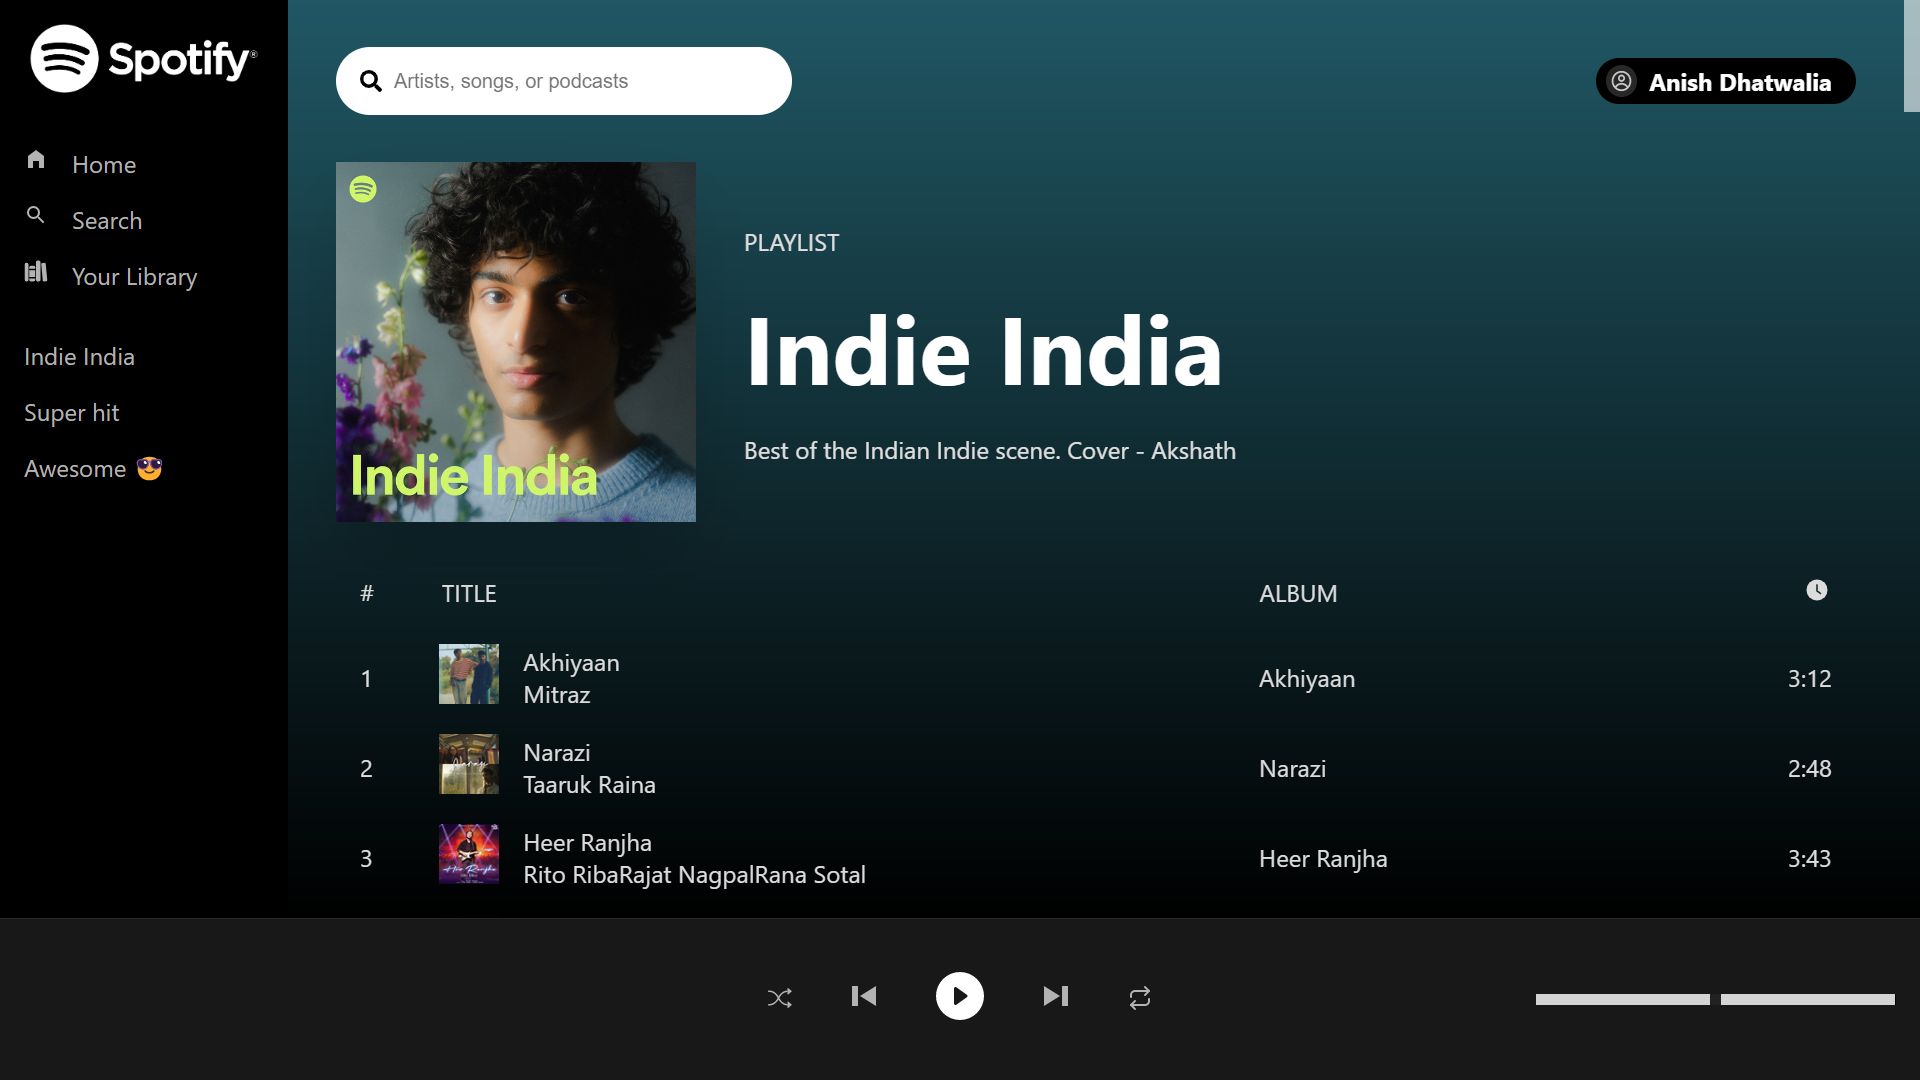 Spotify®
Home
Search
Your Library
Indie India
Super hit
Awesome 😎
Artists, songs, or podcasts
Anish Dhatwalia
Indie India
PLAYLIST
Indie India
Best of the Indian Indie scene. Cover - Akshath
# TITLE ALBUM
1 Akhiyaan Akhiyaan 3:12
Mitraz
2 Narazi Narazi 2:48
Taaruk Raina
3 Heer Ranjha Heer Ranjha 3:43
Rito RibaRajat NagpalRana Sotal